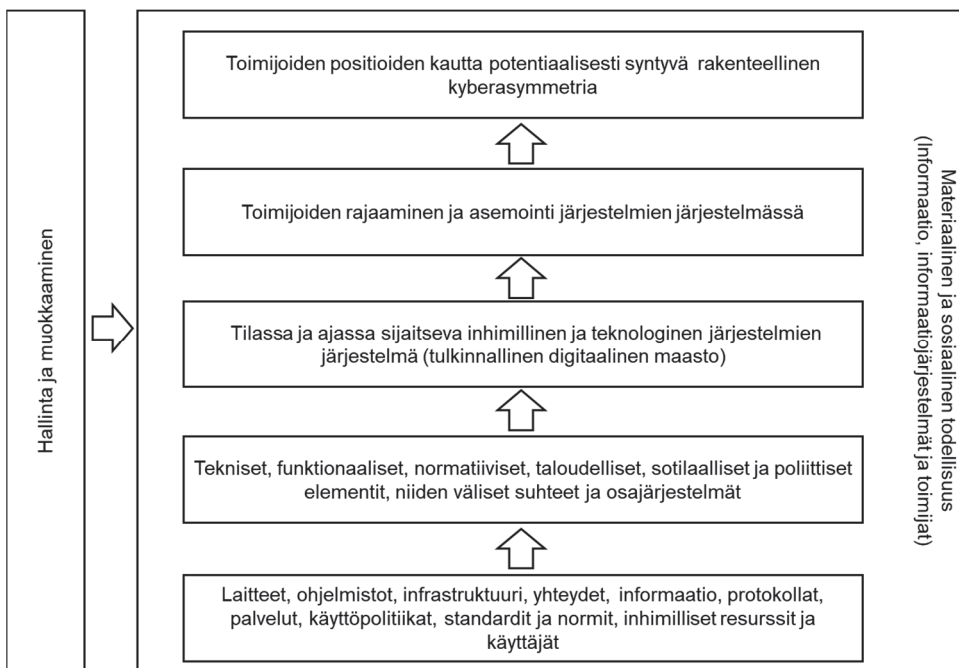 Hallinta ja muokkaaminen
Toimijoiden positioiden kautta potentiaalisesti syntyvä rakenteellinen
kyberasymmetria
Toimijoiden rajaaminen ja asemointi järjestelmien järjestelmässä
Tilassa ja ajassa sijaitseva inhimillinen ja teknologinen järjestelmien
järjestelmä (tulkinnallinen digitaalinen maasto)
Tekniset, funktionaaliset, normatiiviset, taloudelliset, sotilaalliset ja poliittiset
elementit, niiden väliset suhteet ja osajärjestelmät
Laitteet, ohjelmistot, infrastruktuuri, yhteydet, informaatio, protokollat,
palvelut, käyttöpolitiikat, standardit ja normit, inhimilliset resurssit ja
käyttäjät
Materiaalinen ja sosiaalinen todellisuus
(Informaatio, informaatiojärjestelmät ja toimijat)